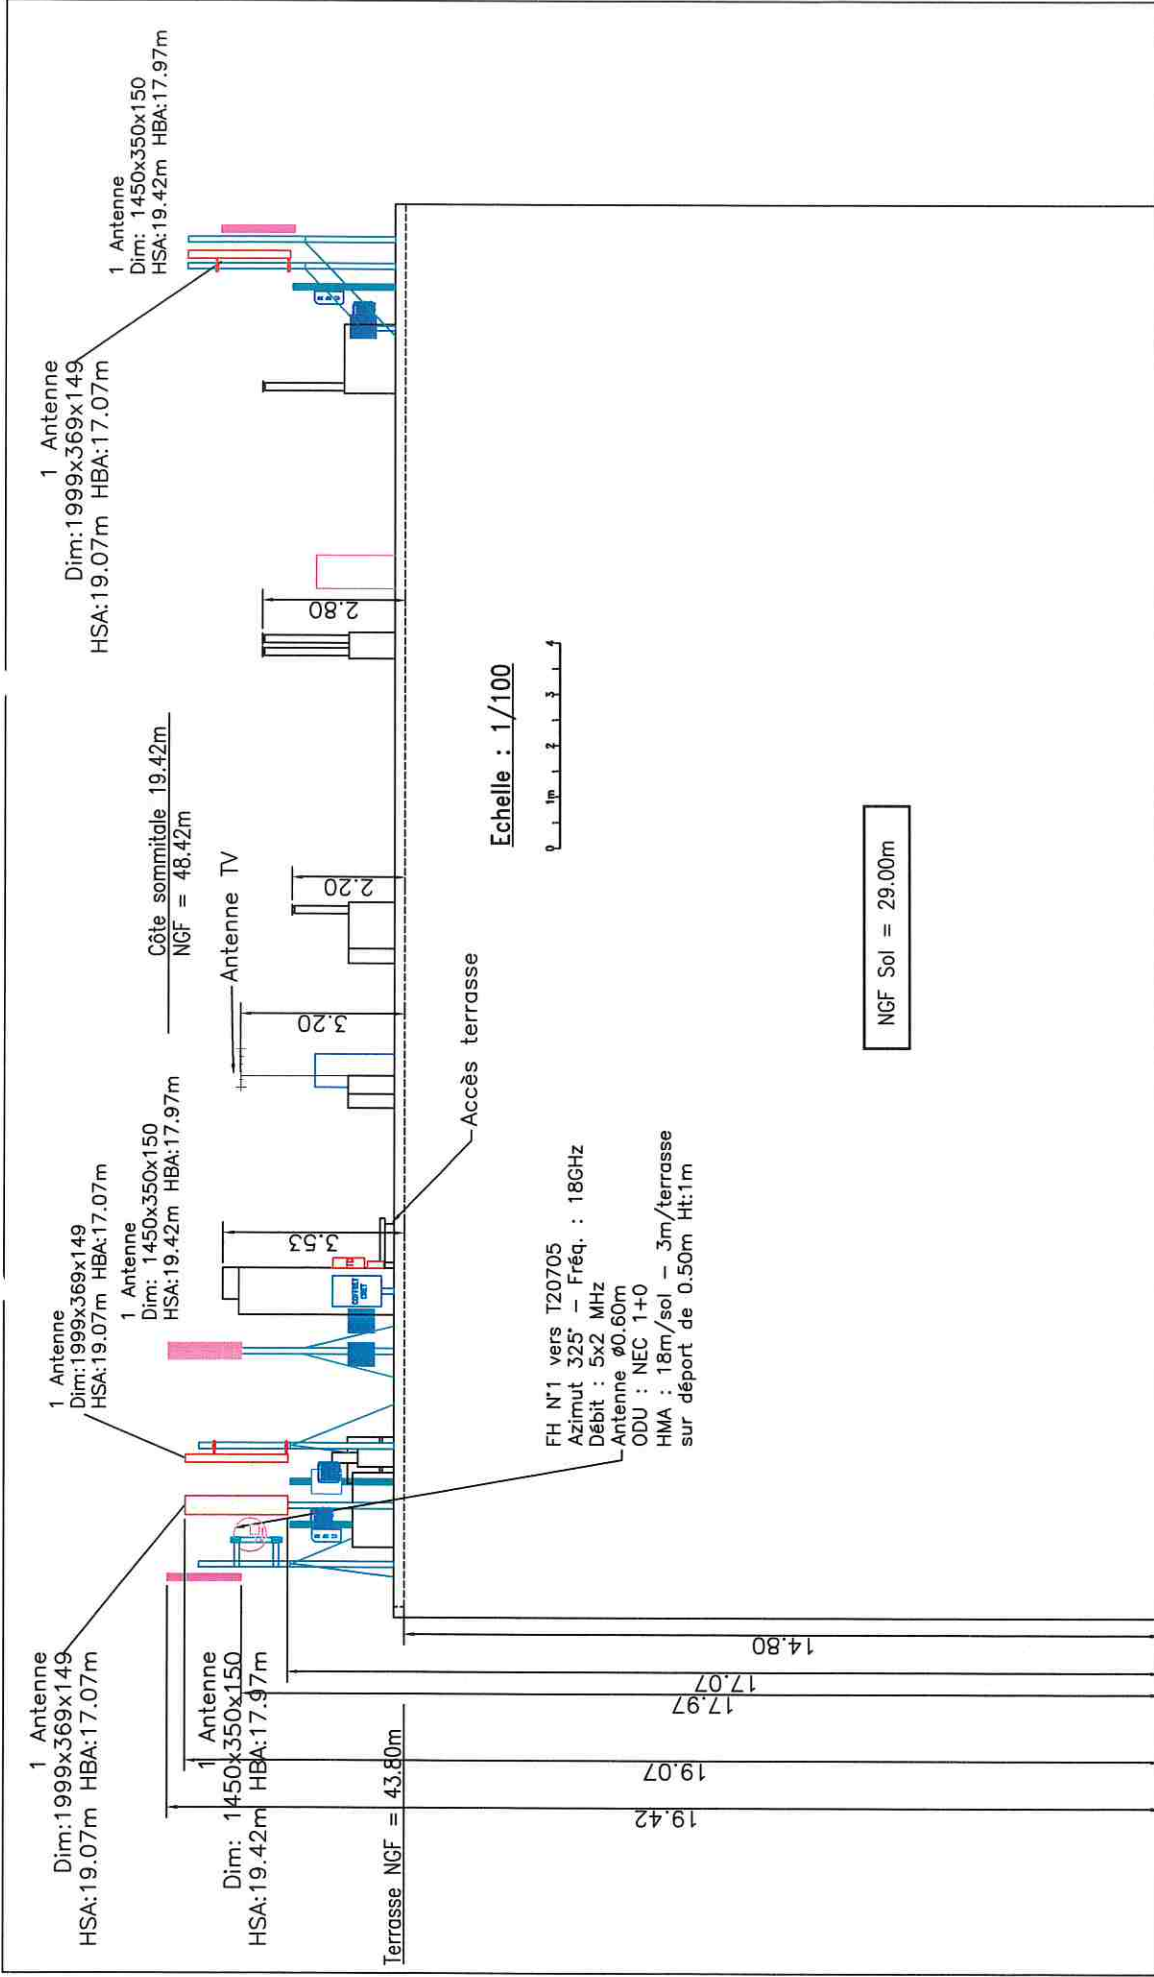 1 Antenne
Dim:1999x369x149
HSA:19.07m HBA:17.07m
1 Antenne
Dim: 1450x350x150
HSA:19.42m HBA:17.97m
Terrasse NGF = 43.80m
1 Antenne
Dim:1999x369x149
HSA:19.07m HBA:17.07m
1 Antenne
Dim: 1450x350x150
HSA:19.42m HBA:17.97m
Côte sommitale 19.42m
NGF = 48.42m
Antenne TV
1 Antenne
Dim:1999x369x149
HSA:19.07m HBA:17.07m
1 Antenne
Dim: 1450x350x150
HSA:19.42m HBA:17.97m
3.53
3.20
2.20
2.80
COFFRET
Accès terrasse
Echelle : 1/100
0 1m 2 3 4
FH N°1 vers T20705
Azimut 325° – Fréq. : 18GHz
Débit : 5x2 MHz
Antenne ø0.60m
ODU : NEC 1+0
HMA : 18m/sol – 3m/terrasse
sur déport de 0.50m Ht:1m
NGF Sol = 29.00m
19.42
19.07
17.97
17.07
14.80